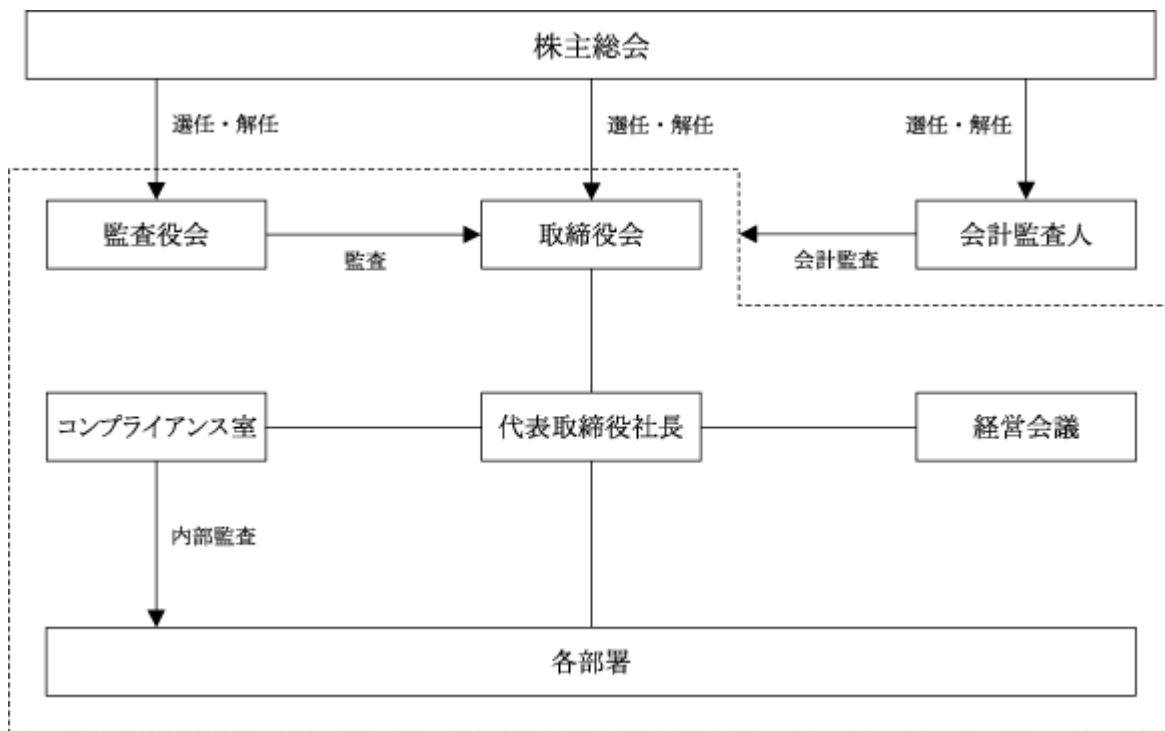 株主総会
選任・解任
選任・解任
選任・解任
監査役会
監査
取締役会
会計監査
会計監査人
コンプライアンス室
代表取締役社長
経営会議
内部監査
各部署